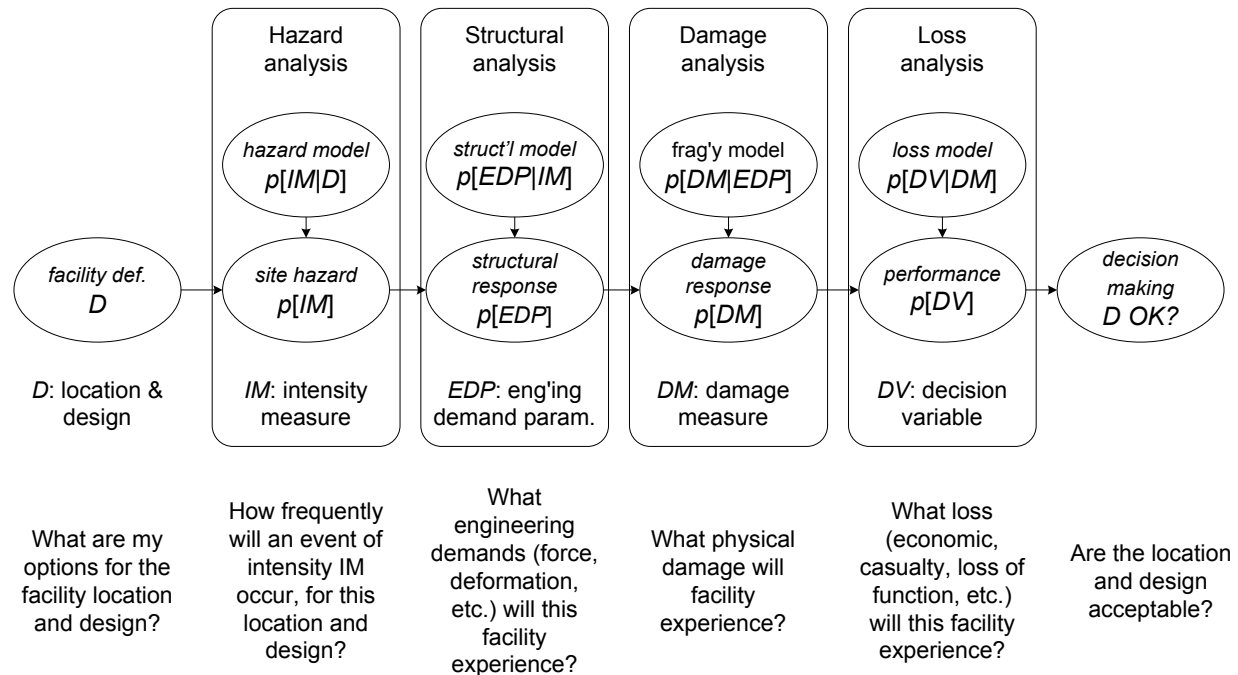 Hazard
analysis
Structural
analysis
Damage
analysis
Loss
analysis
hazard model
p[IM|D]
struct'l model
p[EDP|IM]
frag'y model
p[DM|EDP]
loss model
p[DV|DM]
facility def.
D
site hazard
p[IM]
structural
response
p[EDP]
damage
response
p[DM]
performance
p[DV]
decision
making
D OK?
D: location &
design
IM: intensity
measure
EDP: eng'ing
demand param.
DM: damage
measure
DV: decision
variable
What are my
options for the
facility location
and design?
How frequently
will an event of
intensity IM
occur, for this
location and
design?
What
engineering
demands (force,
deformation,
etc.) will this
facility
experience?
What physical
damage will
facility
experience?
What loss
(economic,
casualty, loss of
function, etc.)
will this facility
experience?
Are the location
and design
acceptable?